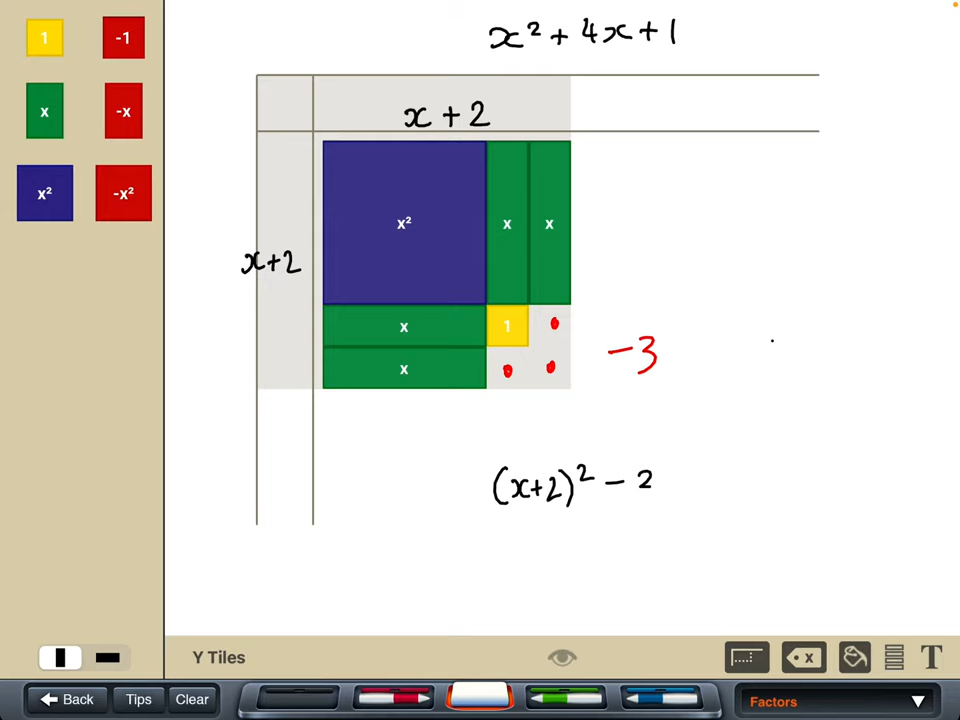 1 -1
x² + 4x + 1
x -x
x + 2
x² -x²
x² x x
x+2
x 1
-3
x
(x+2)² - 2
Y Tiles x T
Back Tips Clear Factors